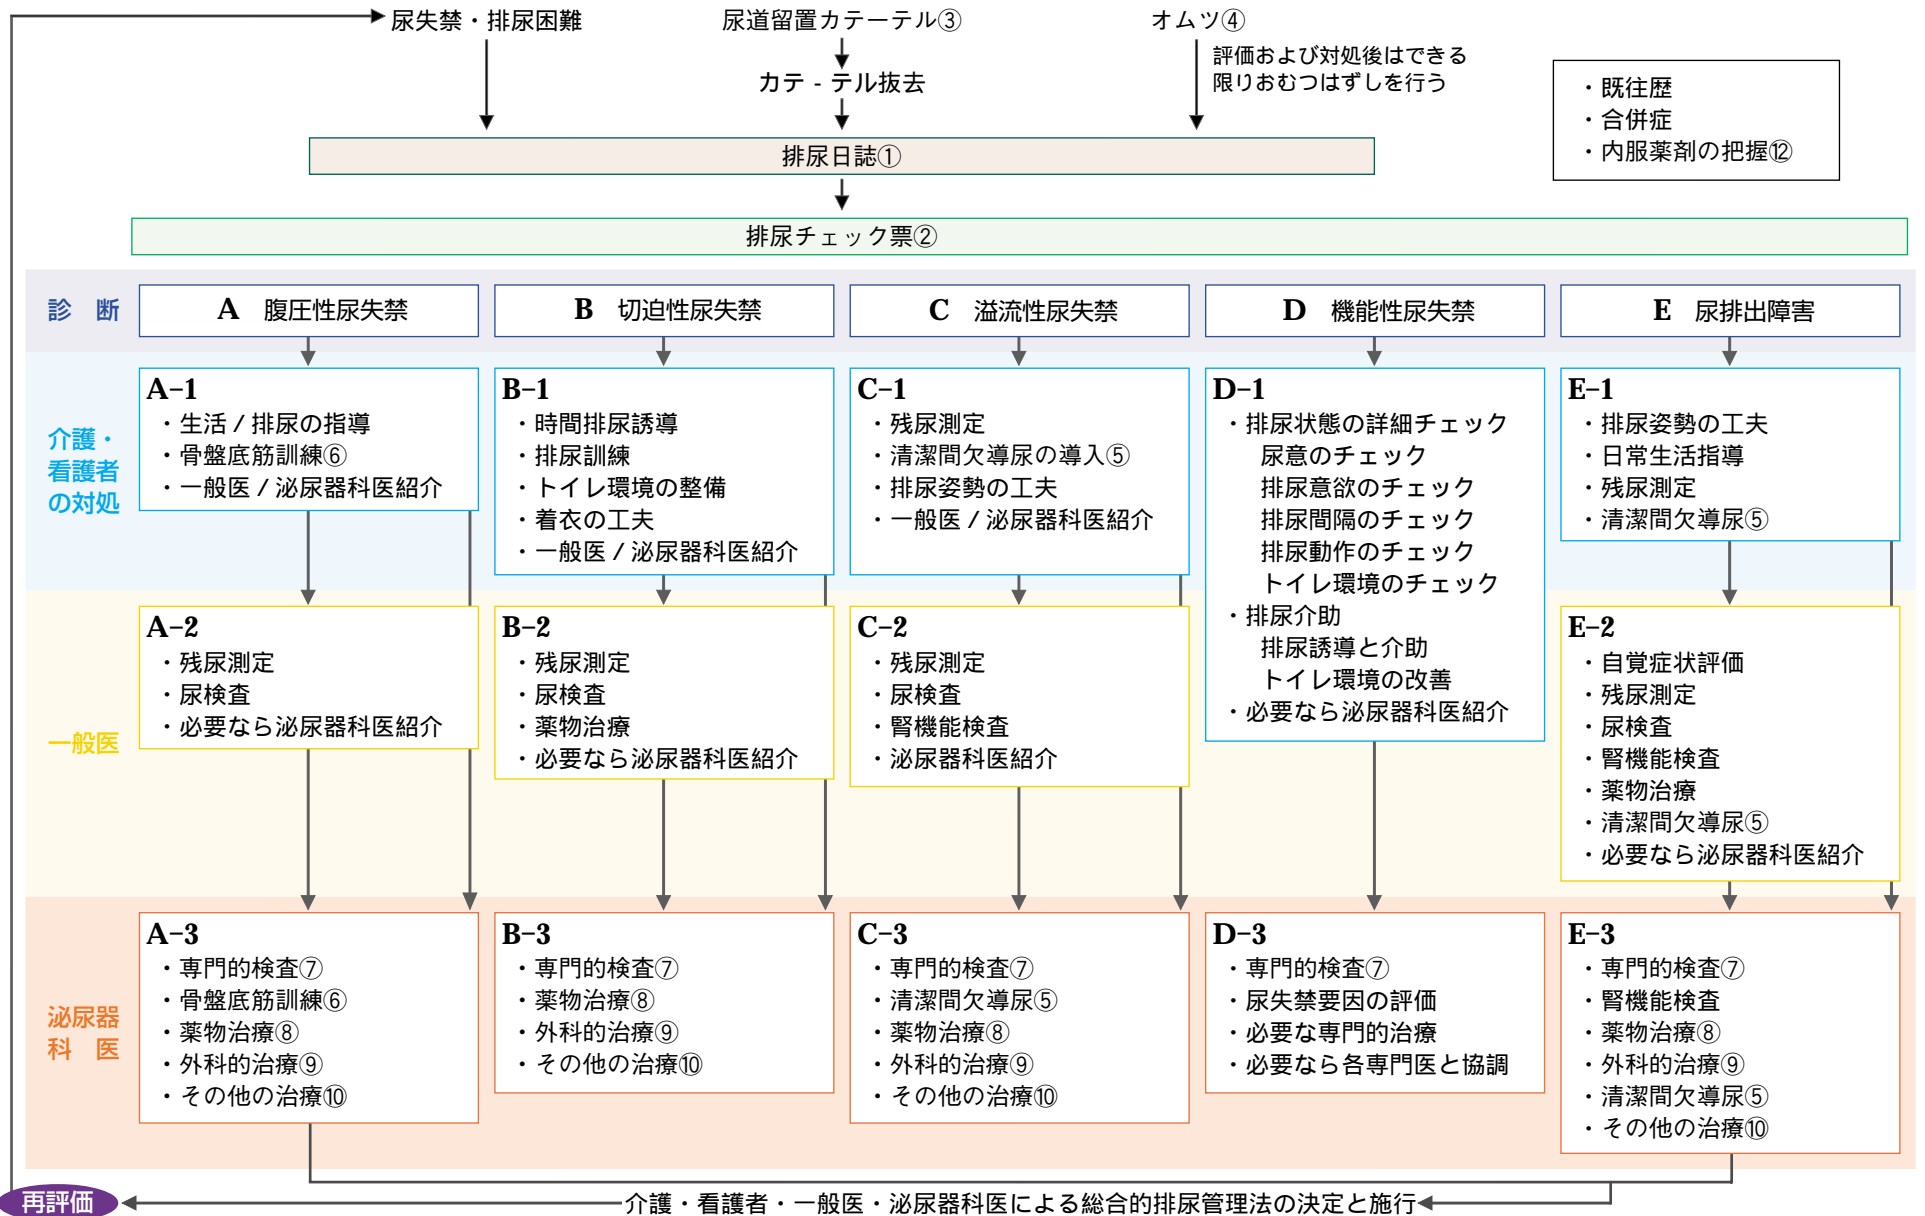 尿失禁・排尿困難
尿道留置カテーテル③
オムツ④
評価および対処後はできる
限りおむつはずしを行う
カテ - テル抜去
・既往歴
・合併症
・内服薬剤の把握⑫
排尿日誌①
排尿チェック票②
診　断
A　腹圧性尿失禁
B　切迫性尿失禁
C　溢流性尿失禁
D　機能性尿失禁
E　尿排出障害
介護・
看護者
の対処
A−1
・生活 / 排尿の指導
・骨盤底筋訓練⑥
・一般医 / 泌尿器科医紹介
B−1
・時間排尿誘導
・排尿訓練
・トイレ環境の整備
・着衣の工夫
・一般医 / 泌尿器科医紹介
C−1
・残尿測定
・清潔間欠導尿の導入⑤
・排尿姿勢の工夫
・一般医 / 泌尿器科医紹介
D−1
・排尿状態の詳細チェック
尿意のチェック
排尿意欲のチェック
排尿間隔のチェック
排尿動作のチェック
トイレ環境のチェック
・排尿介助
排尿誘導と介助
トイレ環境の改善
・必要なら泌尿器科医紹介
E−1
・排尿姿勢の工夫
・日常生活指導
・残尿測定
・清潔間欠導尿⑤
一般医
A−2
・残尿測定
・尿検査
・必要なら泌尿器科医紹介
B−2
・残尿測定
・尿検査
・薬物治療
・必要なら泌尿器科医紹介
C−2
・残尿測定
・尿検査
・腎機能検査
・泌尿器科医紹介
E−2
・自覚症状評価
・残尿測定
・尿検査
・腎機能検査
・薬物治療
・清潔間欠導尿⑤
・必要なら泌尿器科医紹介
泌尿器
科　医
A−3
・専門的検査⑦
・骨盤底筋訓練⑥
・薬物治療⑧
・外科的治療⑨
・その他の治療⑩
B−3
・専門的検査⑦
・薬物治療⑧
・外科的治療⑨
・その他の治療⑩
C−3
・専門的検査⑦
・清潔間欠導尿⑤
・薬物治療⑧
・外科的治療⑨
・その他の治療⑩
D−3
・専門的検査⑦
・尿失禁要因の評価
・必要な専門的治療
・必要なら各専門医と協調
E−3
・専門的検査⑦
・腎機能検査
・薬物治療⑧
・外科的治療⑨
・清潔間欠導尿⑤
・その他の治療⑩
再評価
介護・看護者・一般医・泌尿器科医による総合的排尿管理法の決定と施行